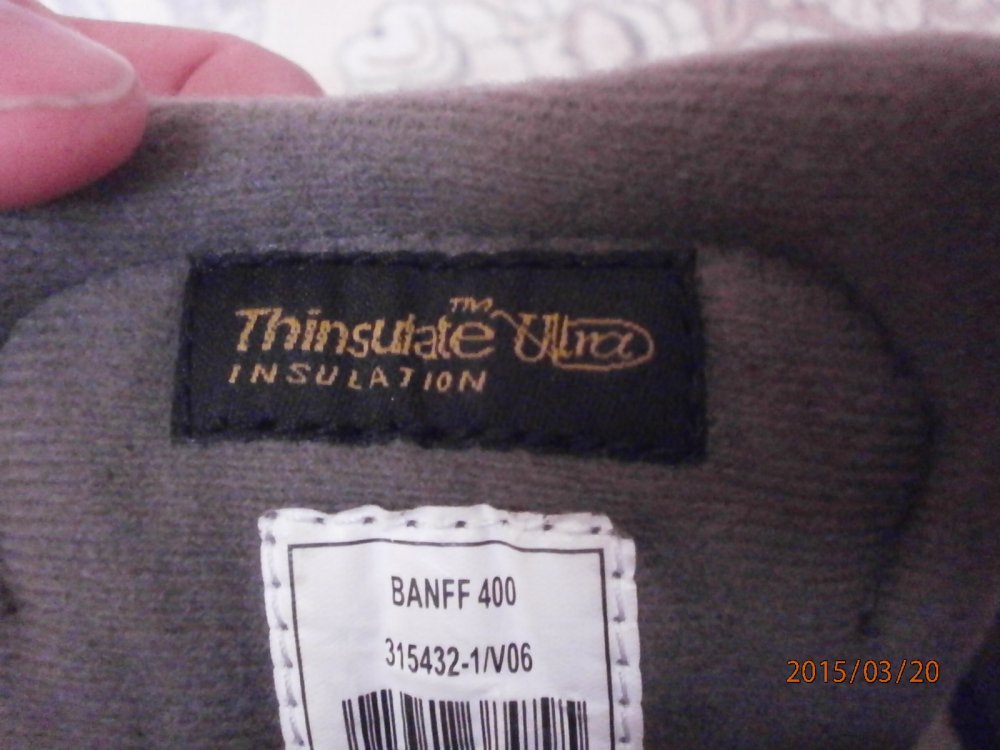 Thinsulate™ Ultra
INSULATION
BANFF 400
315432-1/V06
2015/03/20